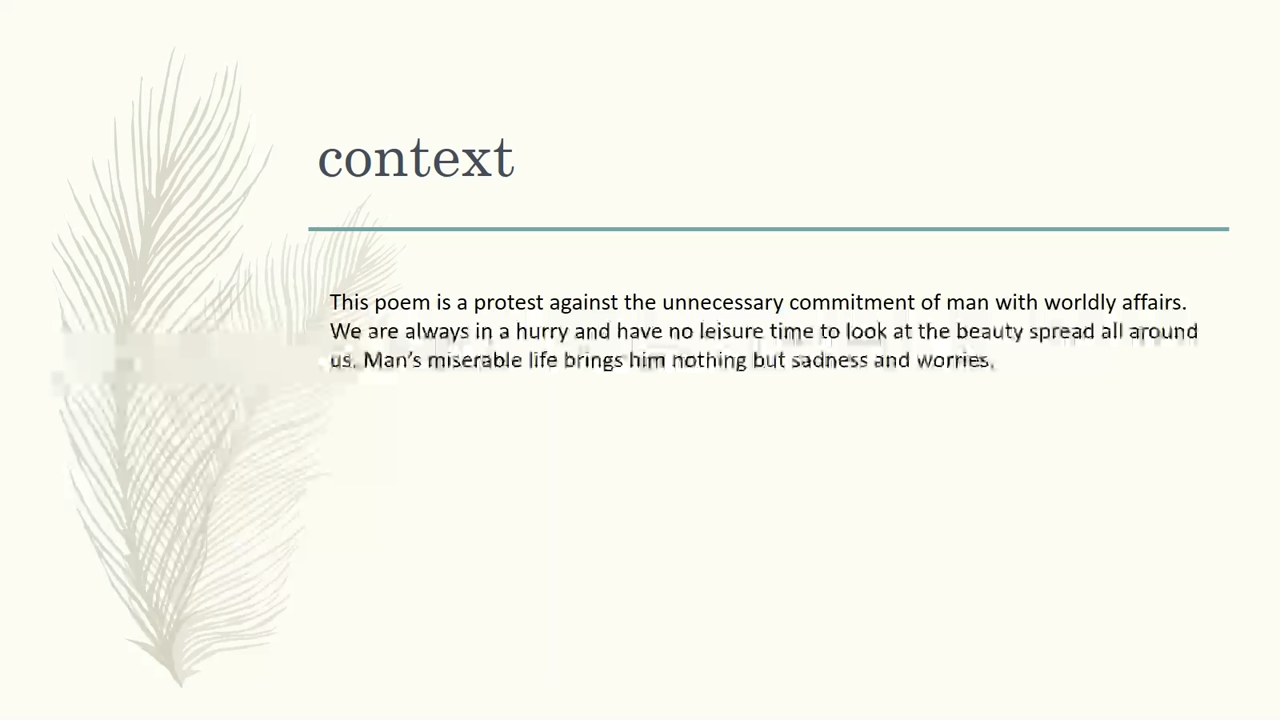 context
This poem is a protest against the unnecessary commitment of man with worldly affairs.
We are always in a hurry and have no leisure time to look at the beauty spread all around
us. Man’s miserable life brings him nothing but sadness and worries.